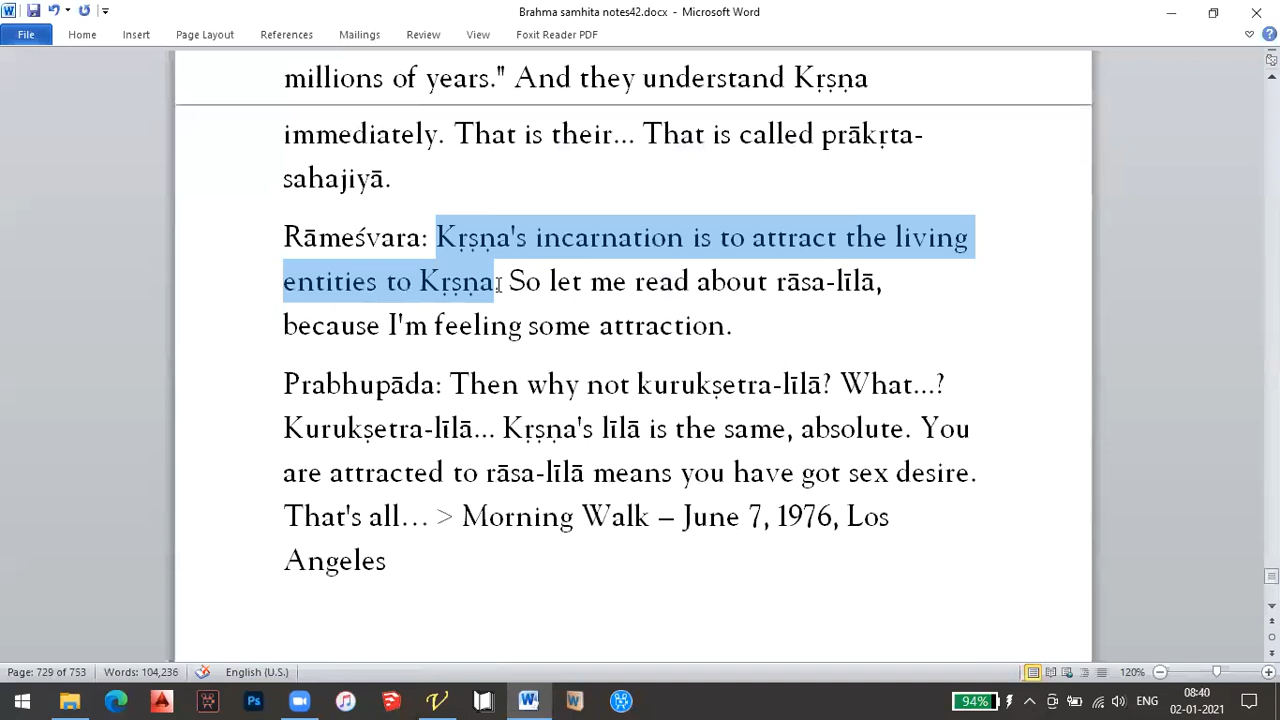 Brahma samhita notes42.docx - Microsoft Word
File Home Insert Page Layout References Mailings Review View Foxit Reader PDF
millions of years." And they understand Kṛṣṇa
immediately. That is their... That is called prākṛta-
sahajiyā.
Rāmeśvara: Kṛṣṇa's incarnation is to attract the living
entities to Kṛṣṇa. So let me read about rāsa-līlā,
because I'm feeling some attraction.
Prabhupāda: Then why not kurukṣetra-līlā? What...?
Kurukṣetra-līlā... Kṛṣṇa's līlā is the same, absolute. You
are attracted to rāsa-līlā means you have got sex desire.
That's all… > Morning Walk – June 7, 1976, Los
Angeles
Page: 729 of 753 Words: 104,236 English (U.S.) 120%
94% ENG 08:40
02-01-2021